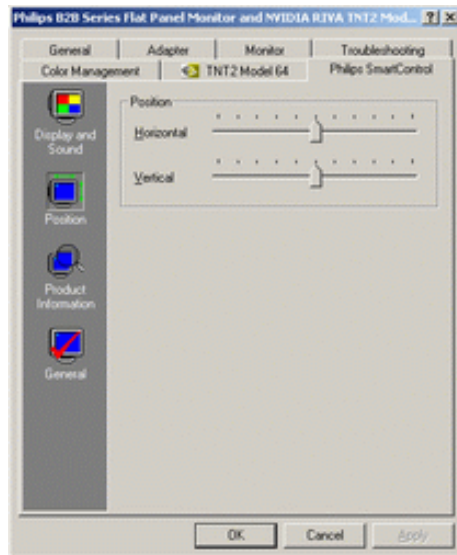 Philips B2B Series Flat Panel Monitor and NVIDIA RIVA TNT2 Mod...
General Adapter Monitor Troubleshooting
Color Management TNT2 Model 64 Philips SmartControl
Display and
Sound
Position
Horizontal
Vertical
Position
Product
Information
General
OK Cancel Apply